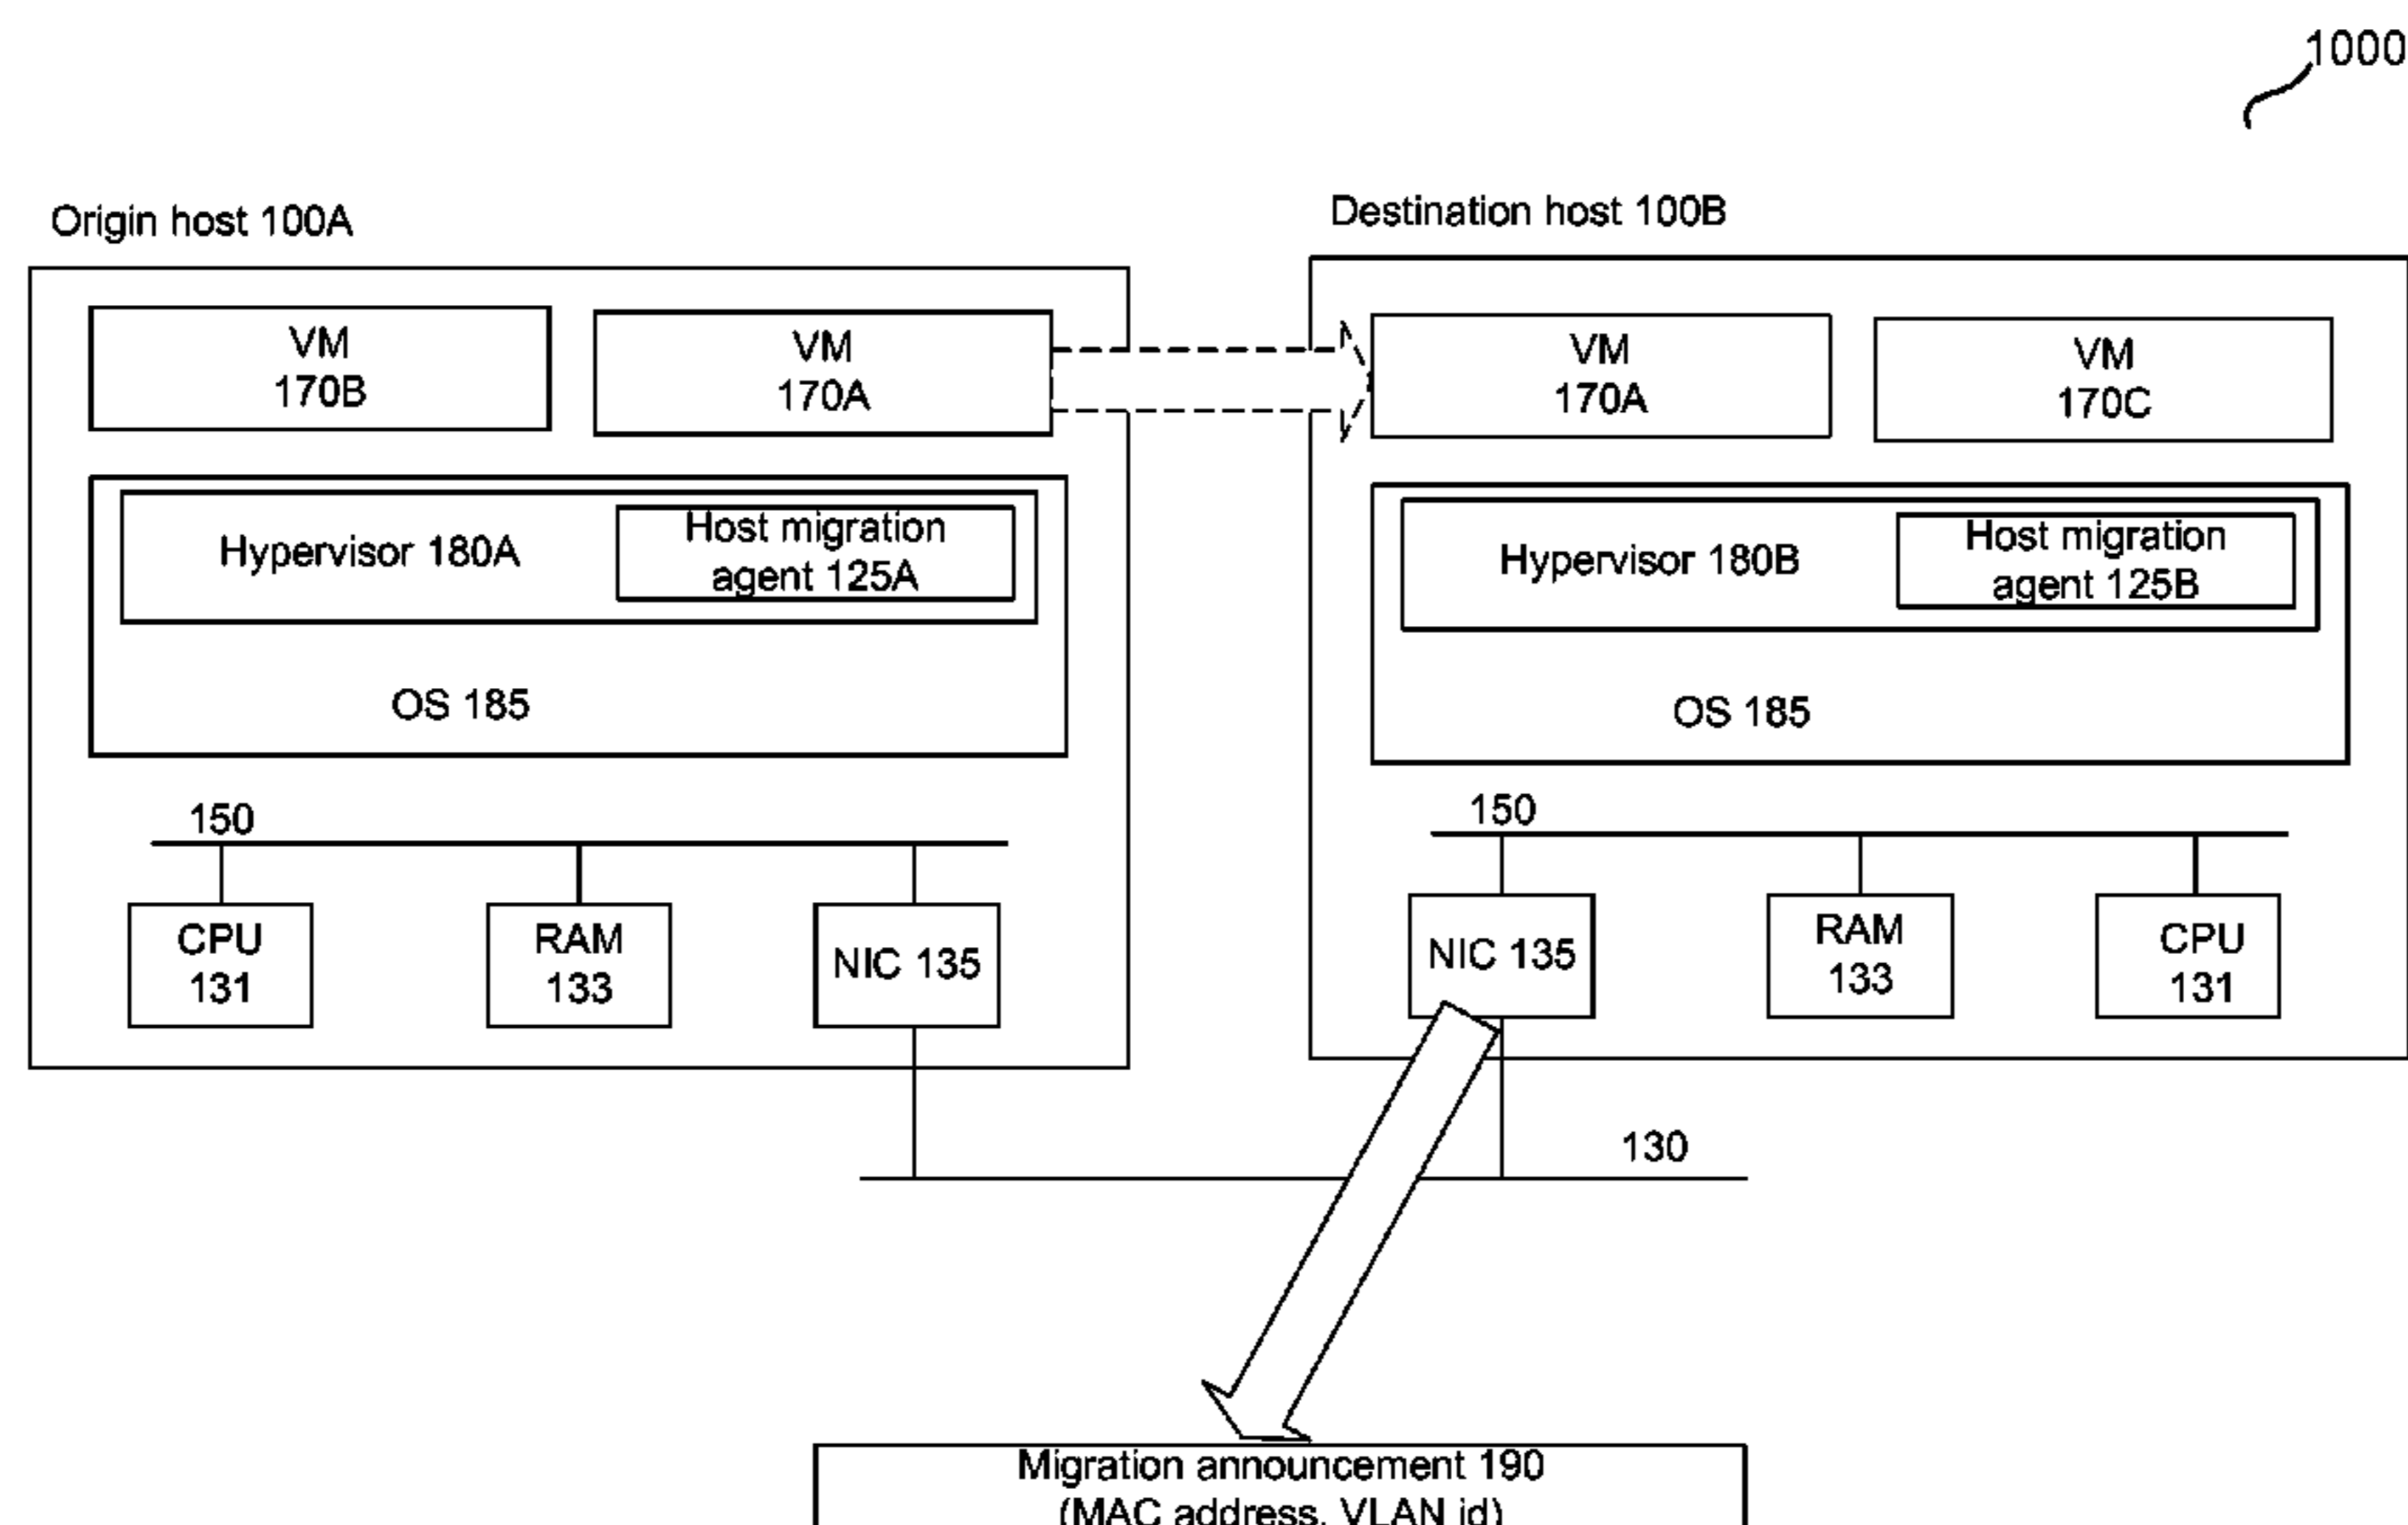 1000
Origin host 100A
Destination host 100B
VM
170B
VM
170A
VM
170A
VM
170C
Hypervisor 180A
Host migration
agent 125A
OS 185
Hypervisor 180B
Host migration
agent 125B
OS 185
150
CPU
131
RAM
133
NIC 135
150
NIC 135
RAM
133
CPU
131
130
Migration announcement 190
(MAC address, VLAN id)